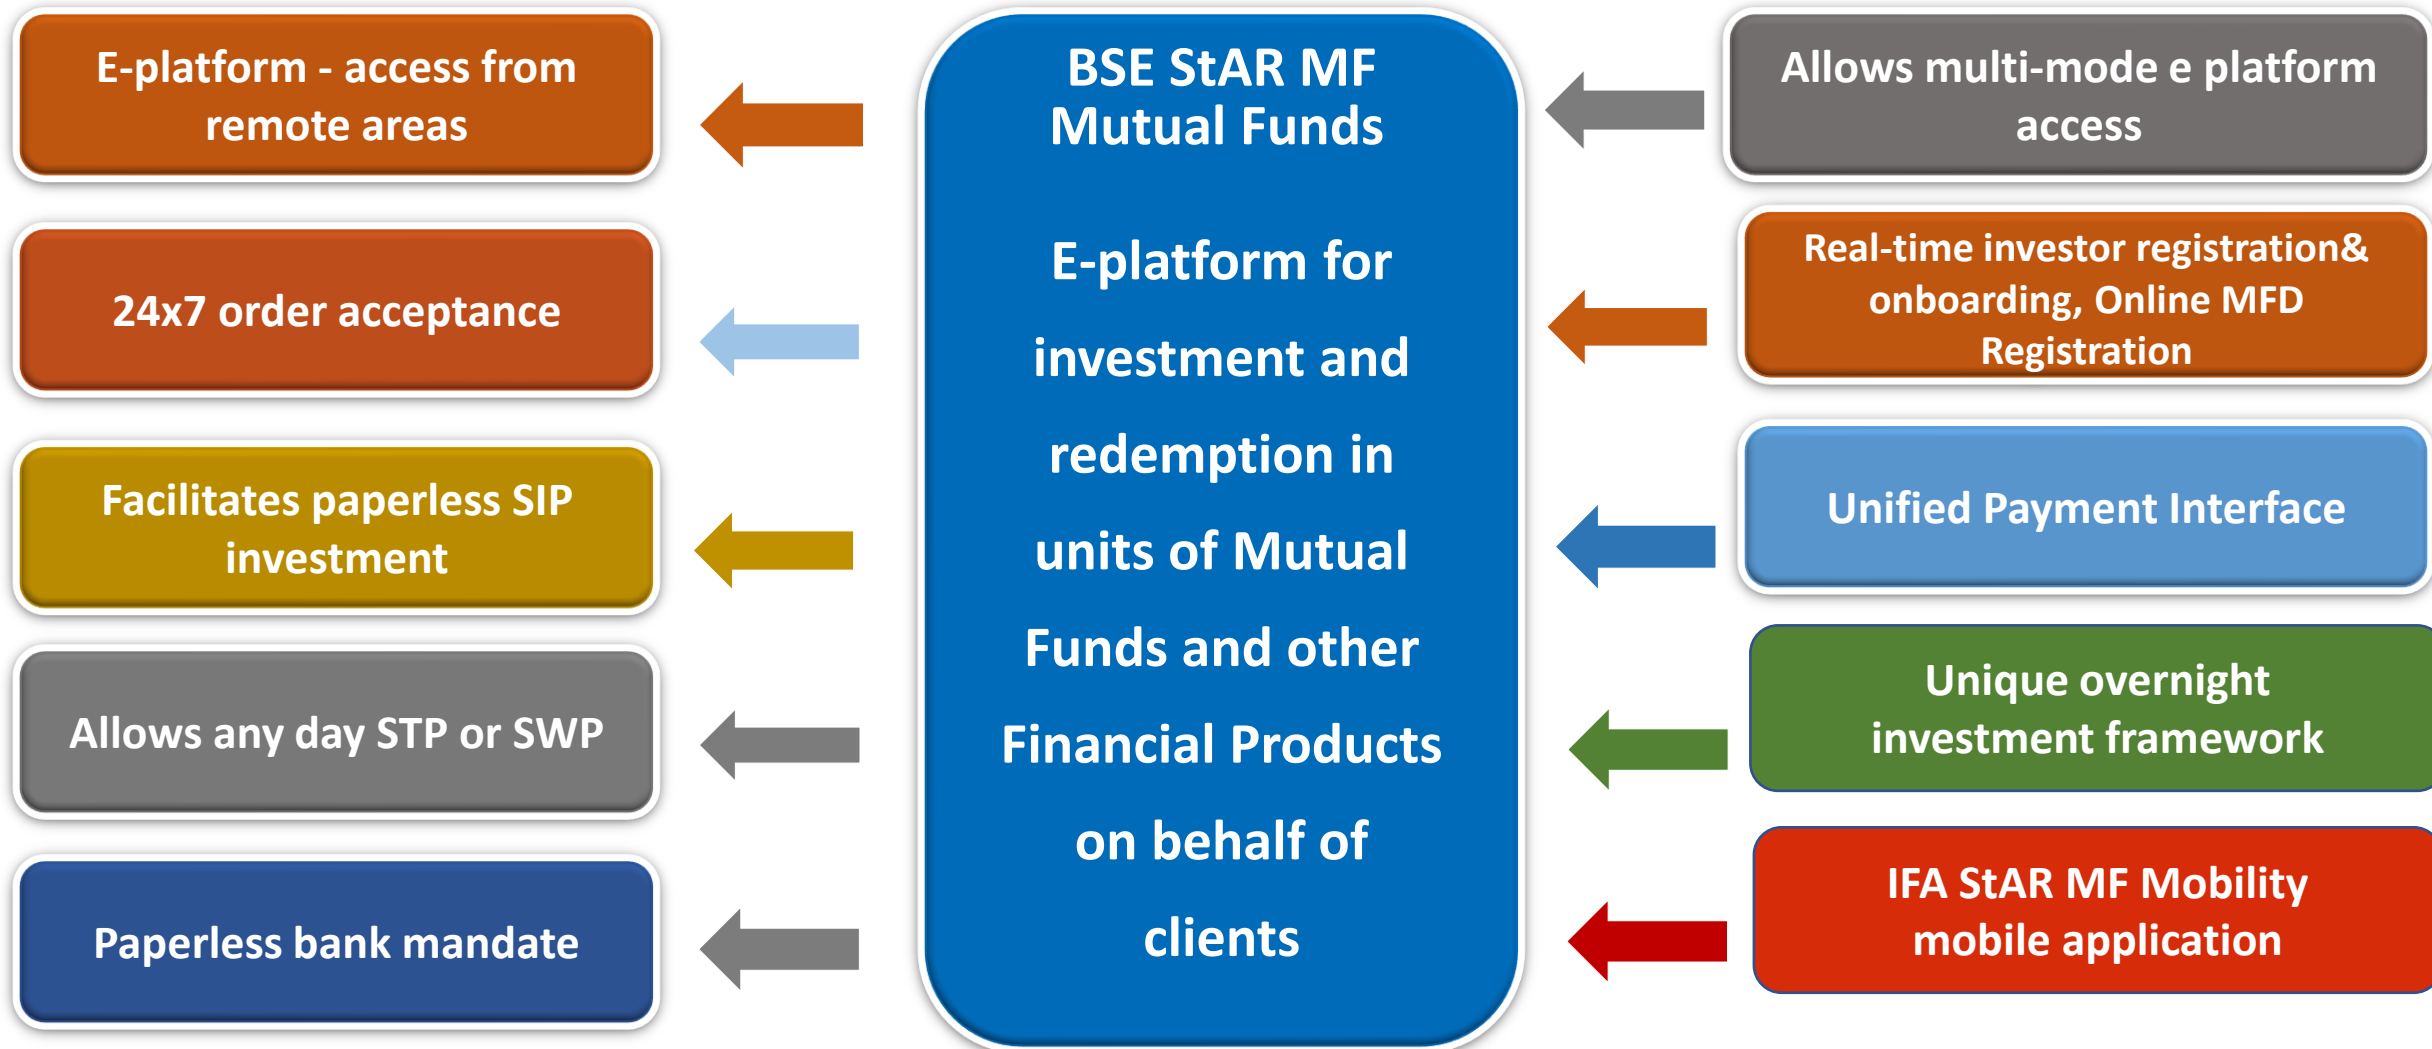 E-platform - access from
remote areas
24x7 order acceptance
Facilitates paperless SIP
investment
Allows any day STP or SWP
Paperless bank mandate
BSE StAR MF
Mutual Funds
E-platform for
investment and
redemption in
units of Mutual
Funds and other
Financial Products
on behalf of
clients
Allows multi-mode e platform
access
Real-time investor registration&
onboarding, Online MFD
Registration
Unified Payment Interface
Unique overnight
investment framework
IFA StAR MF Mobility
mobile application